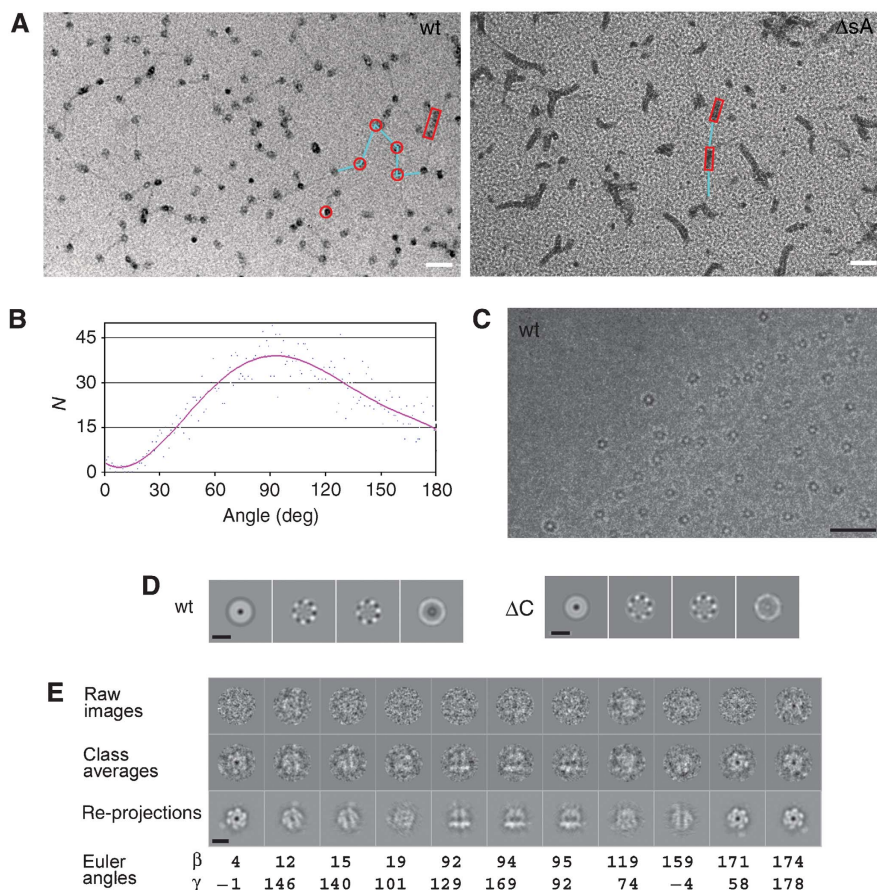 A
wt
ΔsA
B
N
45
30
15
0
0 30 60 90 120 150 180
Angle (deg)
C
wt
D
wt
ΔC
E
Raw
images
Class
averages
Re-projections
Euler
angles
β 4 12 15 19 92 94 95 119 159 171 174
γ −1 146 140 101 129 169 92 74 −4 58 178